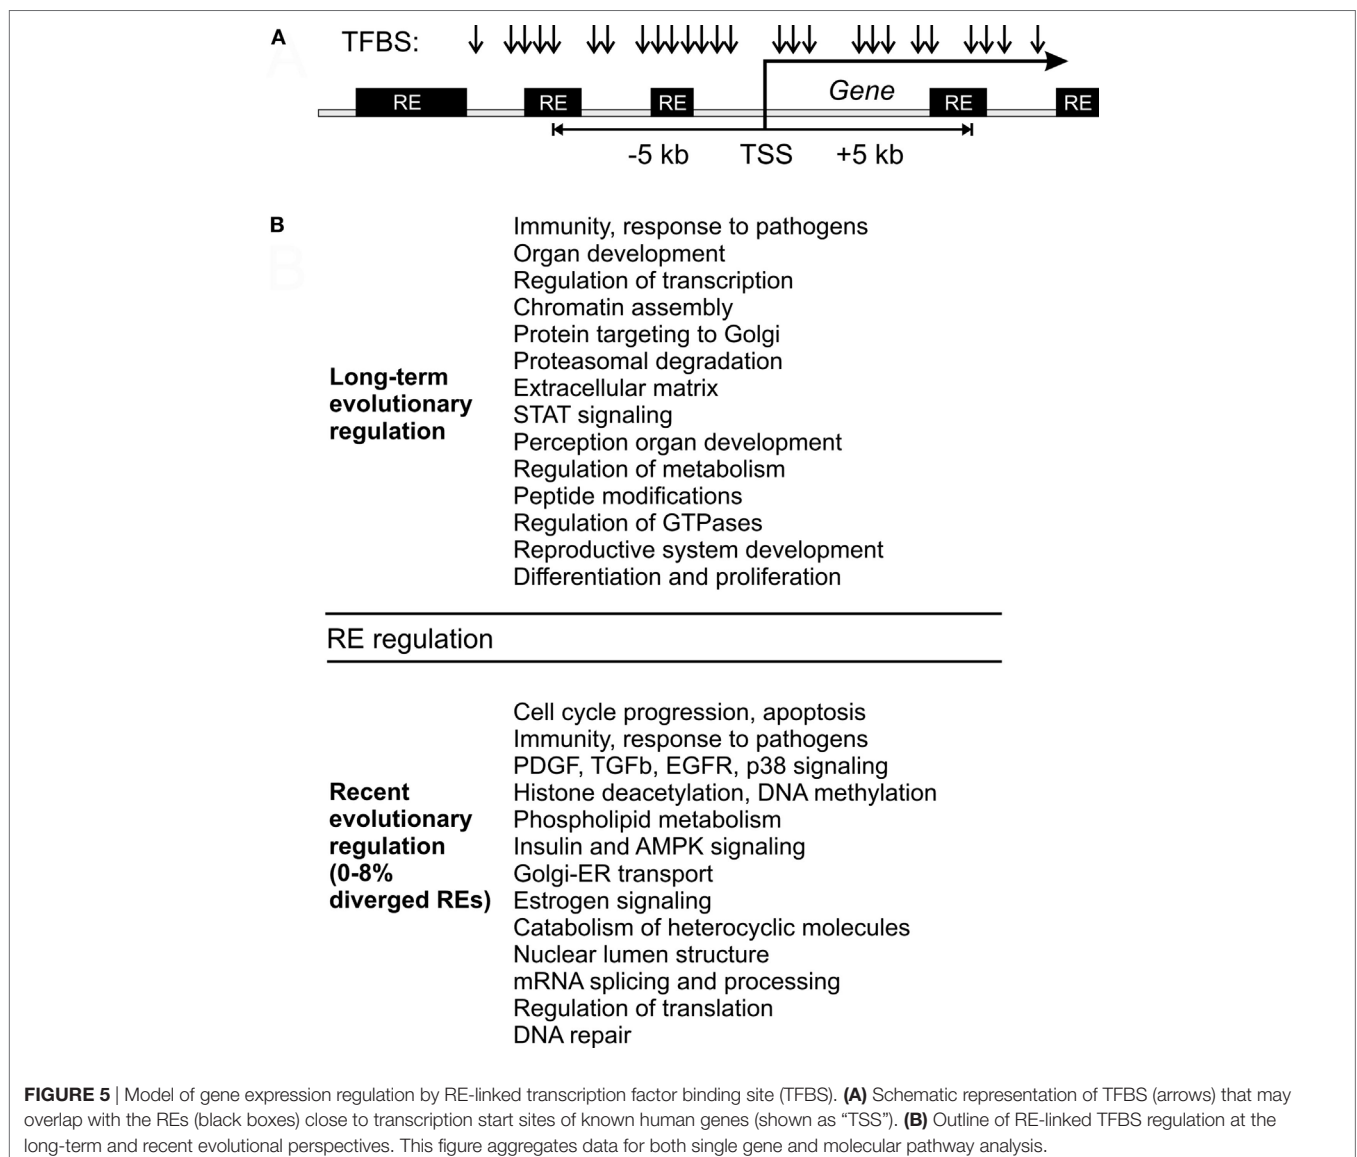 A
TFBS:
Gene
RE RE RE RE RE
-5 kb TSS +5 kb
B
Immunity, response to pathogens
Organ development
Regulation of transcription
Chromatin assembly
Protein targeting to Golgi
Proteasomal degradation
Extracellular matrix
STAT signaling
Perception organ development
Regulation of metabolism
Peptide modifications
Regulation of GTPases
Reproductive system development
Differentiation and proliferation
Long-term
evolutionary
regulation
RE regulation
Cell cycle progression, apoptosis
Immunity, response to pathogens
PDGF, TGFb, EGFR, p38 signaling
Histone deacetylation, DNA methylation
Phospholipid metabolism
Insulin and AMPK signaling
Golgi-ER transport
Estrogen signaling
Catabolism of heterocyclic molecules
Nuclear lumen structure
mRNA splicing and processing
Regulation of translation
DNA repair
Recent
evolutionary
regulation
(0-8%
diverged REs)
FIGURE 5 | Model of gene expression regulation by RE-linked transcription factor binding site (TFBS). (A) Schematic representation of TFBS (arrows) that may
overlap with the REs (black boxes) close to transcription start sites of known human genes (shown as “TSS”). (B) Outline of RE-linked TFBS regulation at the
long-term and recent evolutional perspectives. This figure aggregates data for both single gene and molecular pathway analysis.